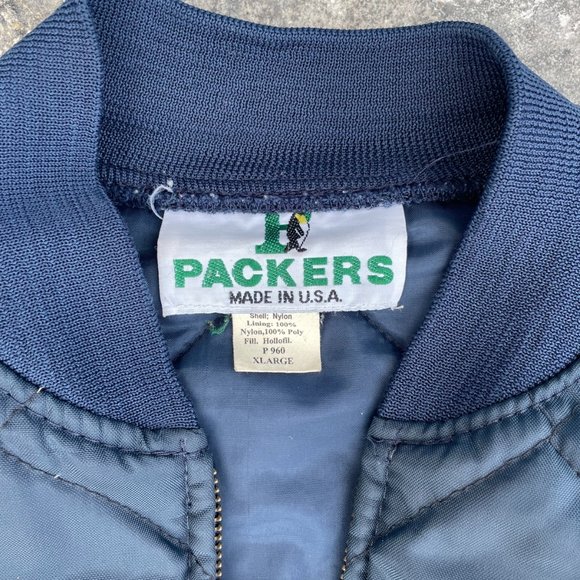 PACKERS
MADE IN U.S.A.
Shell; Nylon
Lining: 100%
Nylon,100% Poly
Fill. Hollofil.
P 960
XLARGE